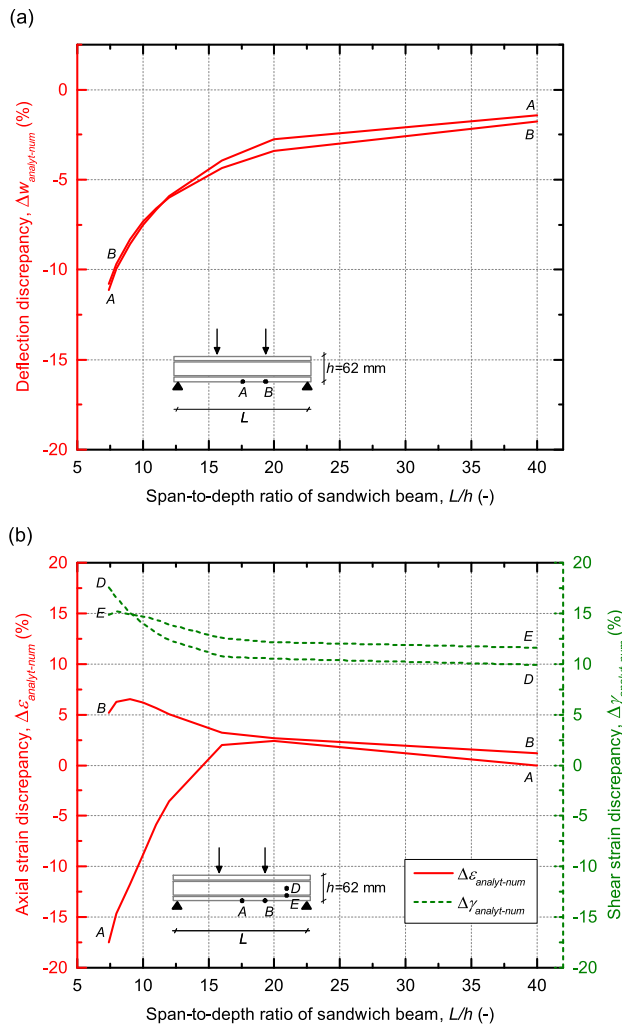 (a)
0
-5
-10
-15
-20
Deflection discrepancy, Δw_analyt-num (%)
A
B
B
A
h=62 mm
A B
L
5 10 15 20 25 30 35 40
Span-to-depth ratio of sandwich beam, L/h (-)
(b)
20
15
10
5
0
-5
-10
-15
-20
Axial strain discrepancy, Δε_analyt-num (%)
20
15
10
5
0
-5
-10
-15
-20
Shear strain discrepancy, Δγ_analyt-num (%)
D
E
B
A
E
D
B
A
D
h=62 mm
A B E
L
Δε_analyt-num
Δγ_analyt-num
5 10 15 20 25 30 35 40
Span-to-depth ratio of sandwich beam, L/h (-)